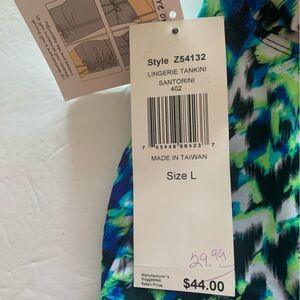 Style Z54132
LINGERIE TANKINI
SANTORINI
402
7 55448 08423 7
MADE IN TAIWAN
Size L
29.99
Manufacturer's
Suggested
Retail Price
$44.00